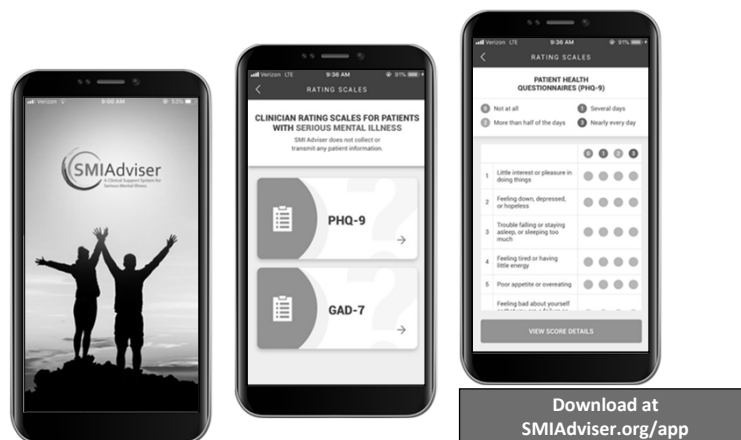 Verizon
9:00 AM
53%
SMIAdviser
A Clinical Support System for
Serious Mental Illness
Verizon LTE 9:36 AM 91%
RATING SCALES
CLINICIAN RATING SCALES FOR PATIENTS
WITH SERIOUS MENTAL ILLNESS
SMI Adviser does not collect or
transmit any patient information.
PHQ-9
GAD-7
Verizon LTE 9:36 AM 91%
RATING SCALES
PATIENT HEALTH
QUESTIONNAIRES (PHQ-9)
0 Not at all 1 Several days
2 More than half of the days 3 Nearly every day
0 1 2 3
1 Little interest or pleasure in
doing things
2 Feeling down, depressed,
or hopeless
3 Trouble falling or staying
asleep, or sleeping too
much
4 Feeling tired or having
little energy
5 Poor appetite or overeating
Feeling bad about yourself
VIEW SCORE DETAILS
Download at
SMIAdviser.org/app